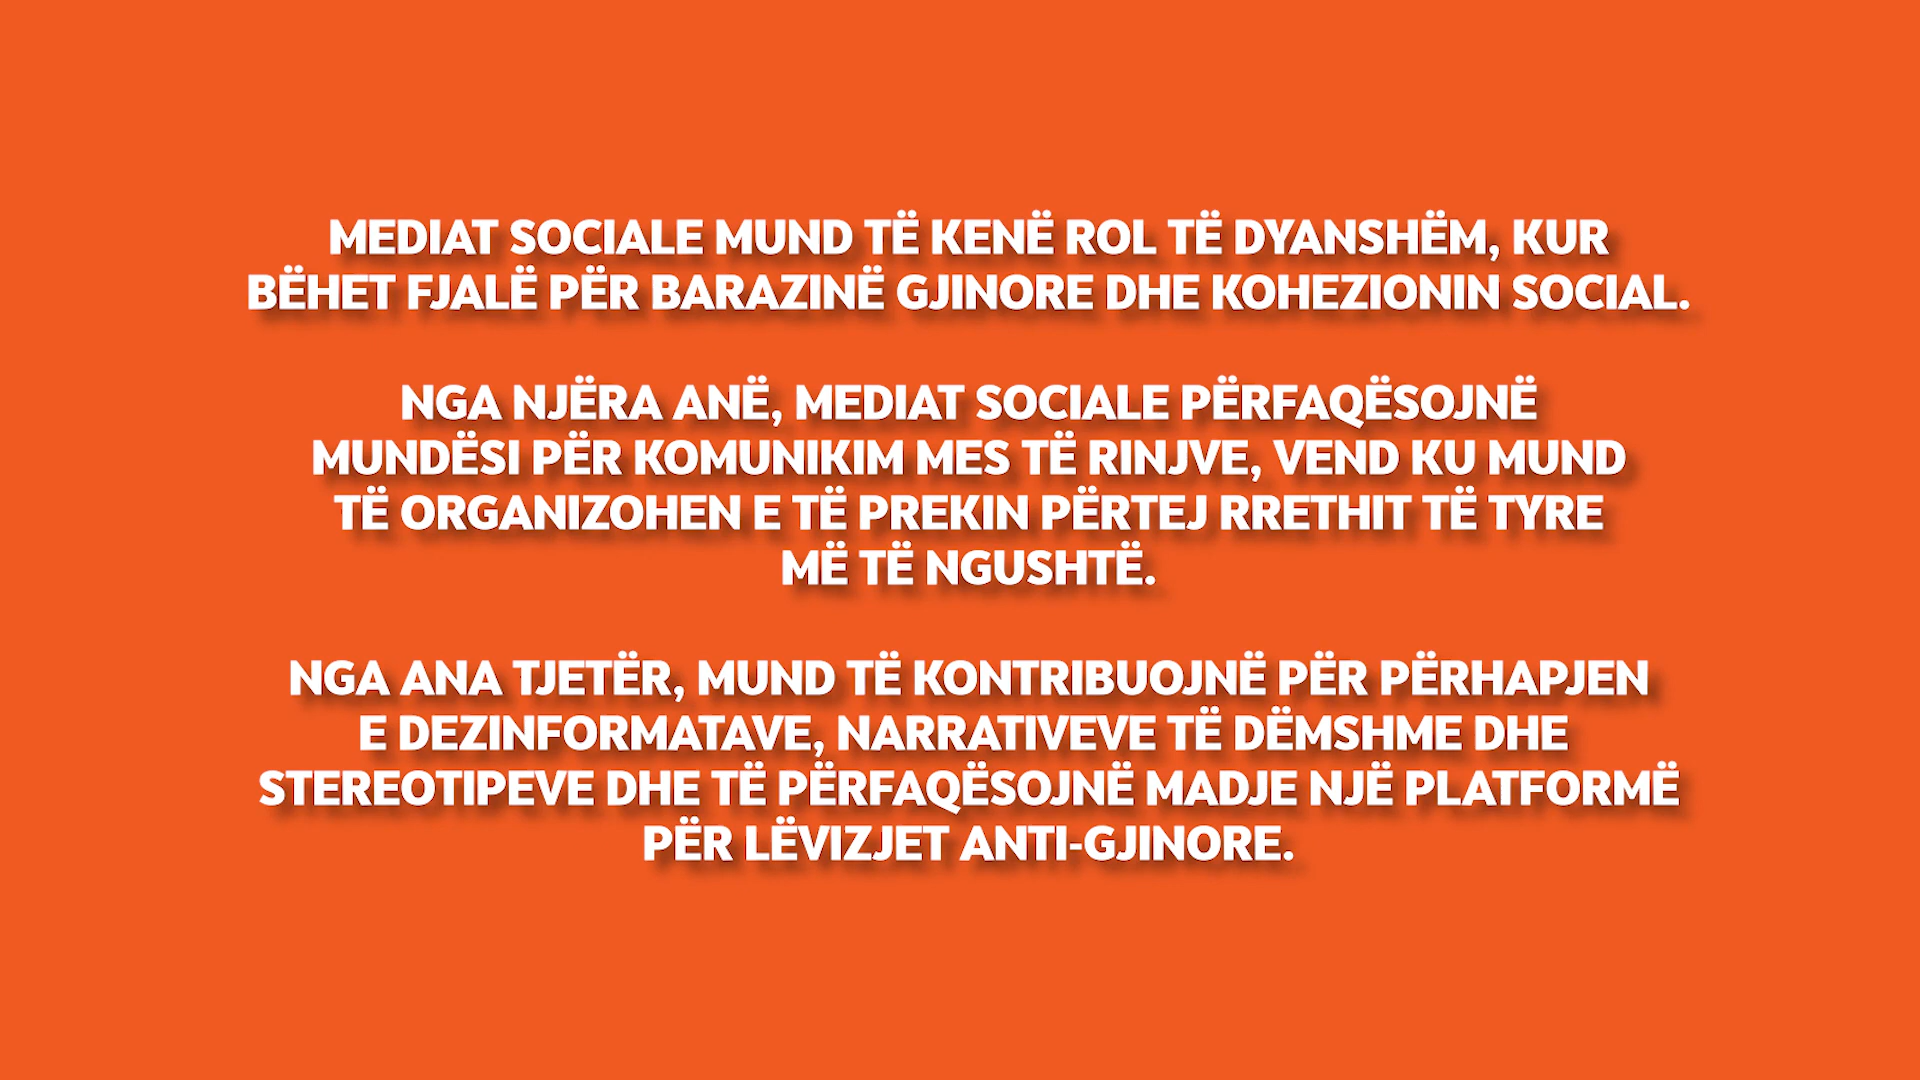 MEDIAT SOCIALE MUND TË KENË ROL TË DYANSHËM, KUR
BËHET FJALË PËR BARAZINË GJINORE DHE KOHEZIONIN SOCIAL.
NGA NJËRA ANË, MEDIAT SOCIALE PËRFAQËSOJNË
MUNDËSI PËR KOMUNIKIM MES TË RINJVE, VEND KU MUND
TË ORGANIZOHEN E TË PREKIN PËRTEJ RRETHIT TË TYRE
MË TË NGUSHTË.
NGA ANA TJETËR, MUND TË KONTRIBUOJNË PËR PËRHAPJEN
E DEZINFORMATAVE, NARRATIVEVE TË DËMSHME DHE
STEREOTIPEVE DHE TË PËRFAQËSOJNË MADJE NJË PLATFORMË
PËR LËVIZJET ANTI-GJINORE.